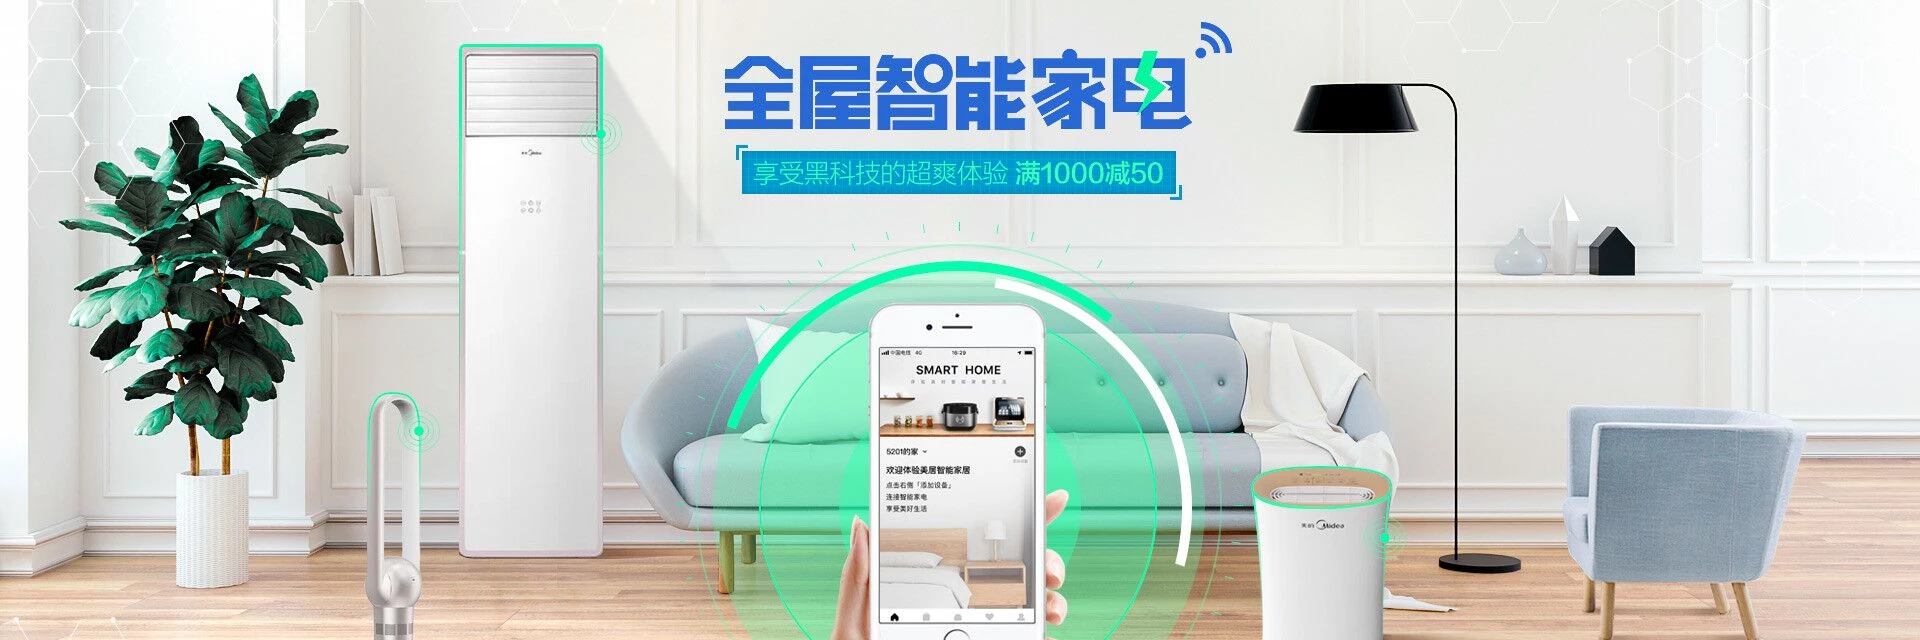 全屋智能家电
享受黑科技的超爽体验 满1000减50
美的 Midea
中国电信 4G 16:29
SMART HOME
5201的家
欢迎体验美居智能家居
点击右侧「添加设备」
连接智能家电
享受美好生活
美的 Midea